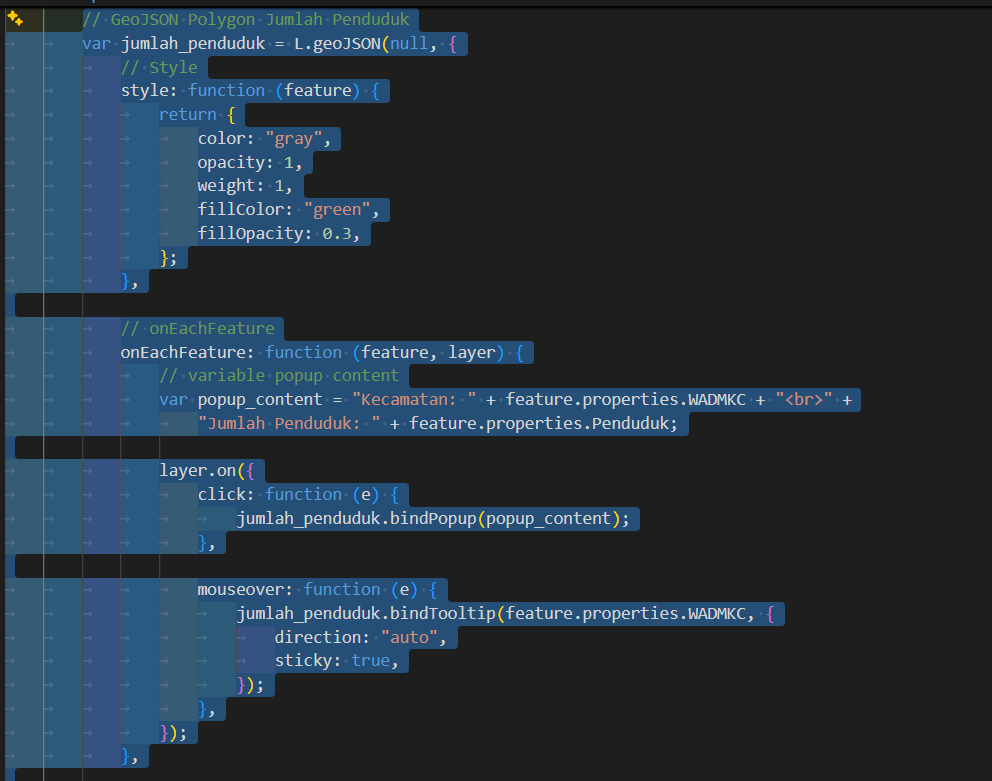 // GeoJSON Polygon Jumlah Penduduk
var jumlah_penduduk = L.geoJSON(null, {
// Style
style: function (feature) {
return {
color: "gray",
opacity: 1,
weight: 1,
fillColor: "green",
fillOpacity: 0.3,
};
},
// onEachFeature
onEachFeature: function (feature, layer) {
// variable popup content
var popup_content = "Kecamatan: " + feature.properties.WADMKC + "<br>" +
"Jumlah Penduduk: " + feature.properties.Penduduk;
layer.on({
click: function (e) {
jumlah_penduduk.bindPopup(popup_content);
},
mouseover: function (e) {
jumlah_penduduk.bindTooltip(feature.properties.WADMKC, {
direction: "auto",
sticky: true,
});
},
});
},